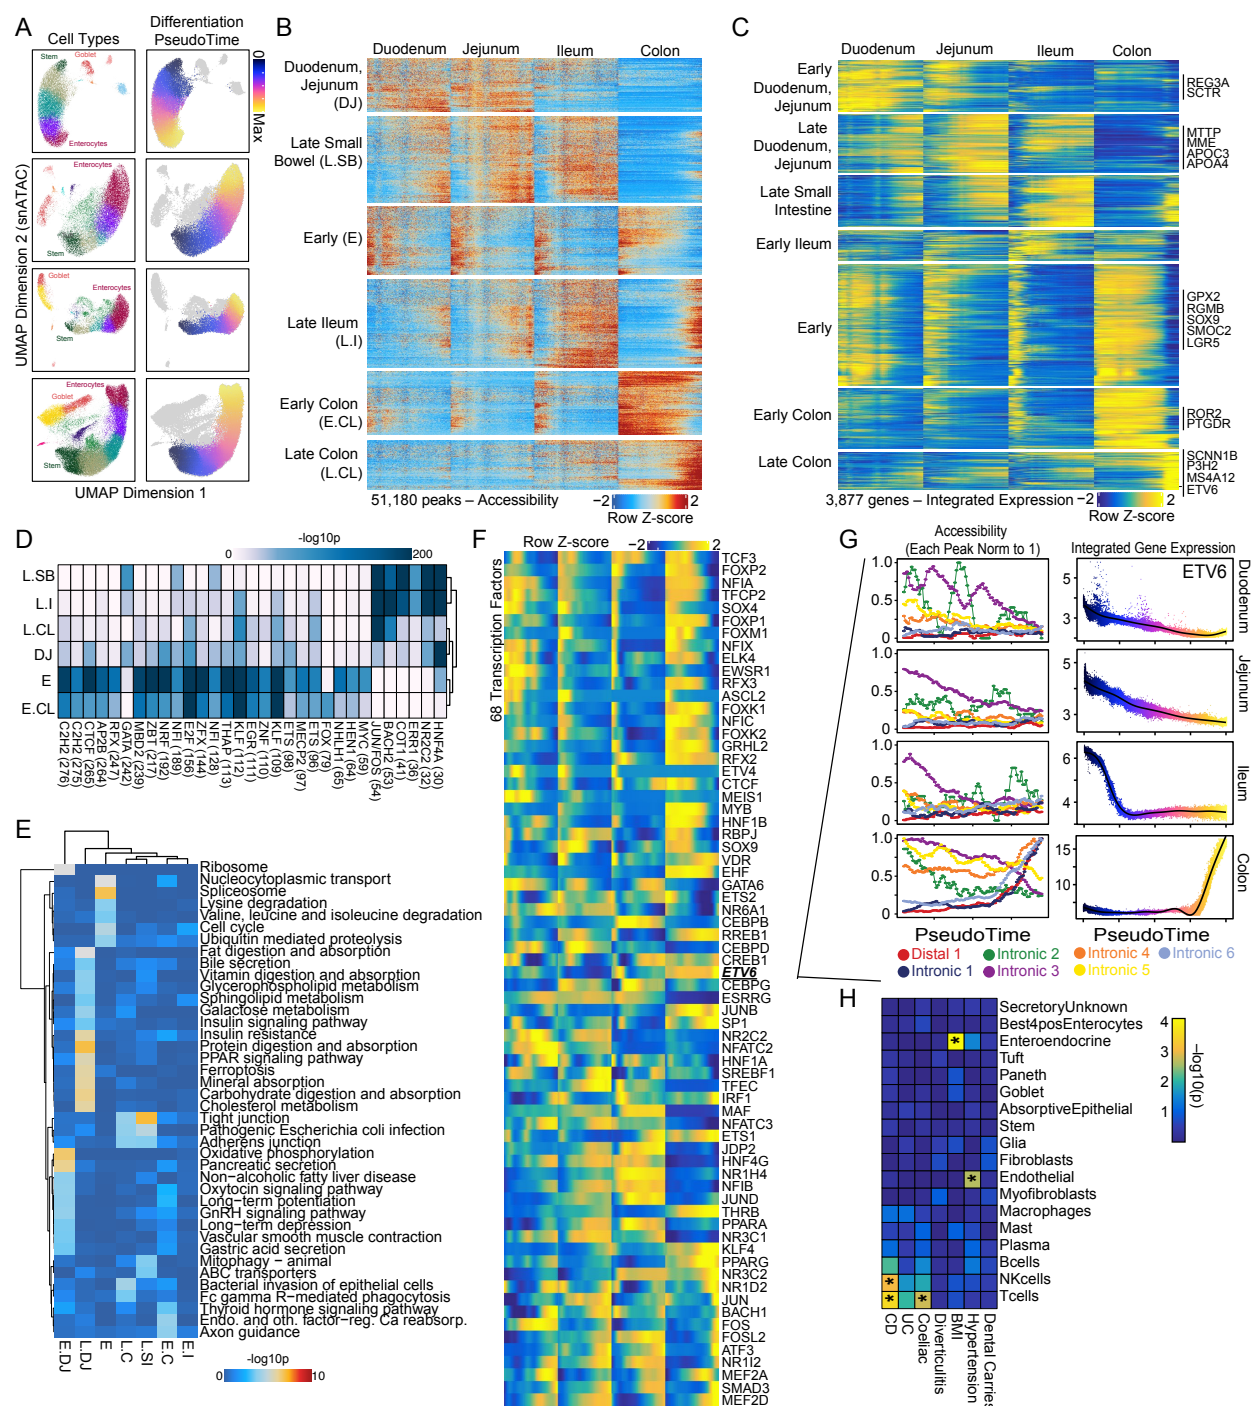 A
Cell Types
Differentiation
PseudoTime
Stem
Goblet
Enterocytes
0
Max
Enterocytes
Stem
Goblet
Enterocytes
Stem
Enterocytes
Goblet
Stem
UMAP Dimension 2 (snATAC)
UMAP Dimension 1
B
Duodenum
Jejunum
Ileum
Colon
Duodenum,
Jejunum
(DJ)
Late Small
Bowel (L.SB)
Early (E)
Late Ileum
(L.I)
Early Colon
(E.CL)
Late Colon
(L.CL)
51,180 peaks – Accessibility
−2
2
Row Z-score
C
Duodenum
Jejunum
Ileum
Colon
Early
Duodenum,
Jejunum
Late
Duodenum,
Jejunum
Late Small
Intestine
Early Ileum
Early
Early Colon
Late Colon
REG3A
SCTR
MTTP
MME
APOC3
APOA4
GPX2
RGMB
SOX9
SMOC2
LGR5
ROR2
PTGDR
SCNN1B
P3H2
MS4A12
ETV6
3,877 genes – Integrated Expression
−2
2
Row Z-score
D
-log10p
0
200
L.SB
L.I
L.CL
DJ
E
E.CL
C2H2 (276)
C2H2 (275)
CTCF (265)
AP2B (264)
RFX (247)
GATA (242)
MBD2 (239)
ZBT (217)
NRF (192)
NFI (189)
E2F (156)
ZFX (144)
NFI (128)
THAP (113)
KLF (112)
EGR (111)
ZNF (110)
KLF (109)
ETS (98)
MECP2 (97)
ETS (96)
FOX (79)
NHLH1 (65)
HEN1 (64)
MYC (59)
JUN/FOS (54)
BACH2 (53)
COT1 (41)
ERR1 (36)
NR2C2 (32)
HNF4A (30)
E
Ribosome
Nucleocytoplasmic transport
Spliceosome
Lysine degradation
Valine, leucine and isoleucine degradation
Cell cycle
Ubiquitin mediated proteolysis
Fat digestion and absorption
Bile secretion
Vitamin digestion and absorption
Glycerophospholipid metabolism
Sphingolipid metabolism
Galactose metabolism
Insulin signaling pathway
Insulin resistance
Protein digestion and absorption
PPAR signaling pathway
Ferroptosis
Mineral absorption
Carbohydrate digestion and absorption
Cholesterol metabolism
Tight junction
Pathogenic Escherichia coli infection
Adherens junction
Oxidative phosphorylation
Pancreatic secretion
Non−alcoholic fatty liver disease
Oxytocin signaling pathway
Long−term potentiation
GnRH signaling pathway
Long−term depression
Vascular smooth muscle contraction
Gastric acid secretion
Mitophagy − animal
ABC transporters
Bacterial invasion of epithelial cells
Fc gamma R−mediated phagocytosis
Thyroid hormone signaling pathway
Endo. and oth. factor−reg. Ca reabsorp.
Axon guidance
E.DJ
L.DJ
E
L.C
L.SI
E.C
E.I
-log10p
0
10
F
Row Z-score
−2
2
68 Transcription Factors
TCF3
FOXP2
NFIA
TFCP2
SOX4
FOXP1
FOXM1
NFIX
ELK4
EWSR1
RFX3
ASCL2
FOXK1
NFIC
FOXK2
GRHL2
RFX2
ETV4
CTCF
MEIS1
MYB
HNF1B
RBPJ
SOX9
VDR
EHF
GATA6
ETS2
NR6A1
CEBPB
RREB1
CEBPD
CREB1
ETV6
CEBPG
ESRRG
JUNB
SP1
NR2C2
NFATC2
HNF1A
SREBF1
TFEC
IRF1
MAF
NFATC3
ETS1
JDP2
HNF4G
NR1H4
NFIB
JUND
THRB
PPARA
NR3C1
KLF4
PPARG
NR3C2
NR1D2
JUN
BACH1
FOS
FOSL2
ATF3
NR1I2
MEF2A
SMAD3
MEF2D
G
Accessibility
(Each Peak Norm to 1)
Integrated Gene Expression
1.0
0.5
0
5
3
ETV6
Duodenum
1.0
0.5
0
5
3
Jejunum
1.0
0.5
0
6
4
Ileum
1.0
0.5
0
15
10
Colon
PseudoTime
PseudoTime
Distal 1
Intronic 2
Intronic 4
Intronic 6
Intronic 1
Intronic 3
Intronic 5
H
SecretoryUnknown
Best4posEnterocytes
Enteroendocrine
Tuft
Paneth
Goblet
AbsorptiveEpithelial
Stem
Glia
Fibroblasts
Endothelial
Myofibroblasts
Macrophages
Mast
Plasma
Bcells
NKcells
Tcells
*
*
*
*
*
CD
UC
Coeliac
Diverticulitis
BMI
Hypertension
Dental Carries
4
3
2
1
−log10(p)